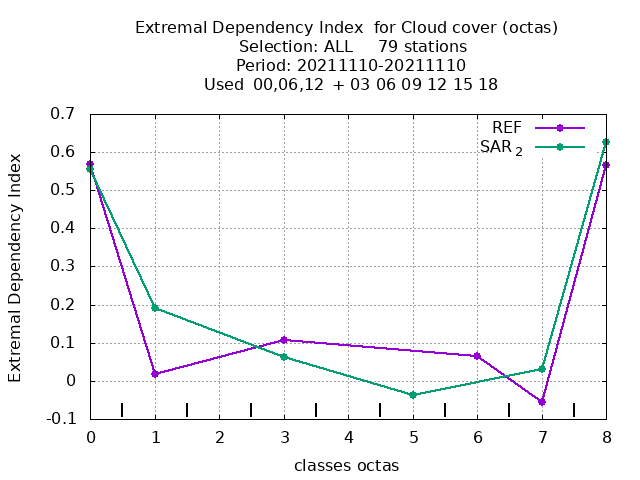 Extremal Dependency Index  for Cloud cover (octas)
Selection: ALL     79 stations
Period: 20211110-20211110
Used  00,06,12  + 03 06 09 12 15 18
REF
SAR 2
0.7
0.6
0.5
0.4
0.3
0.2
0.1
0
-0.1
Extremal Dependency Index
0 1 2 3 4 5 6 7 8
classes octas